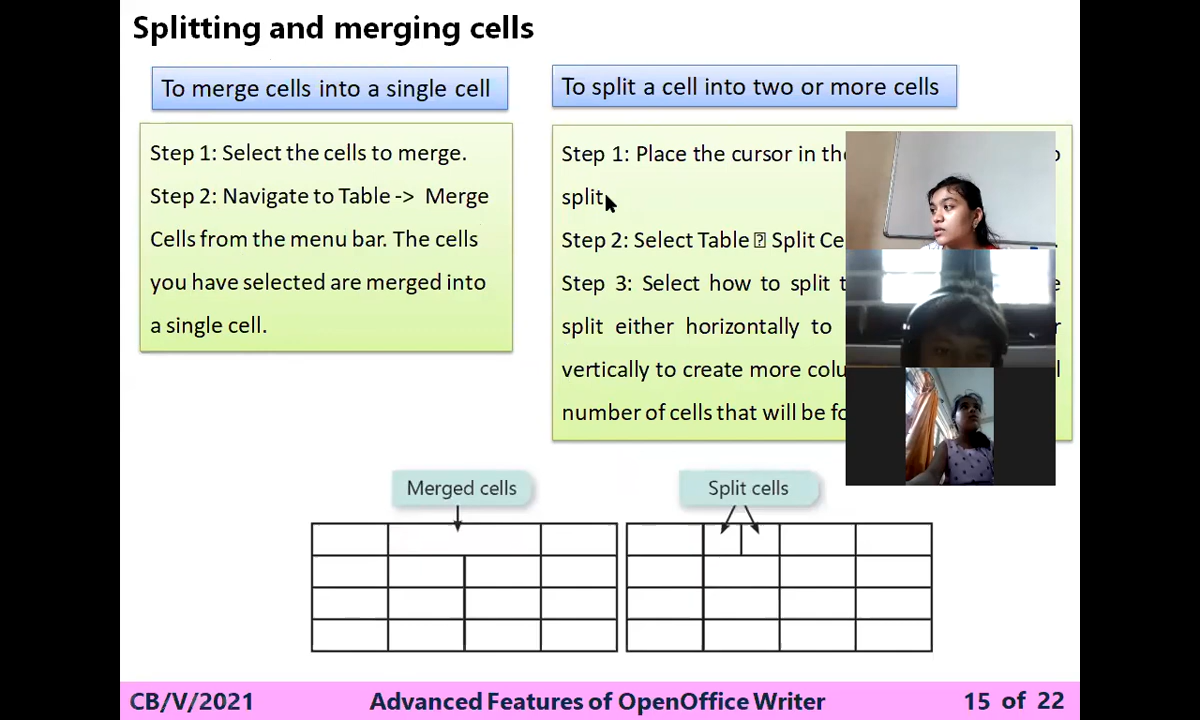 Splitting and merging cells
To merge cells into a single cell
Step 1: Select the cells to merge.
Step 2: Navigate to Table -> Merge
Cells from the menu bar. The cells
you have selected are merged into
a single cell.
To split a cell into two or more cells
Step 1: Place the cursor in
split
Step 2: Select Table Split
Step 3: Select how to split
split either horizontally to
vertically to create more
number of cells that will be
Merged cells
Split cells
CB/V/2021
Advanced Features of OpenOffice Writer
15 of 22